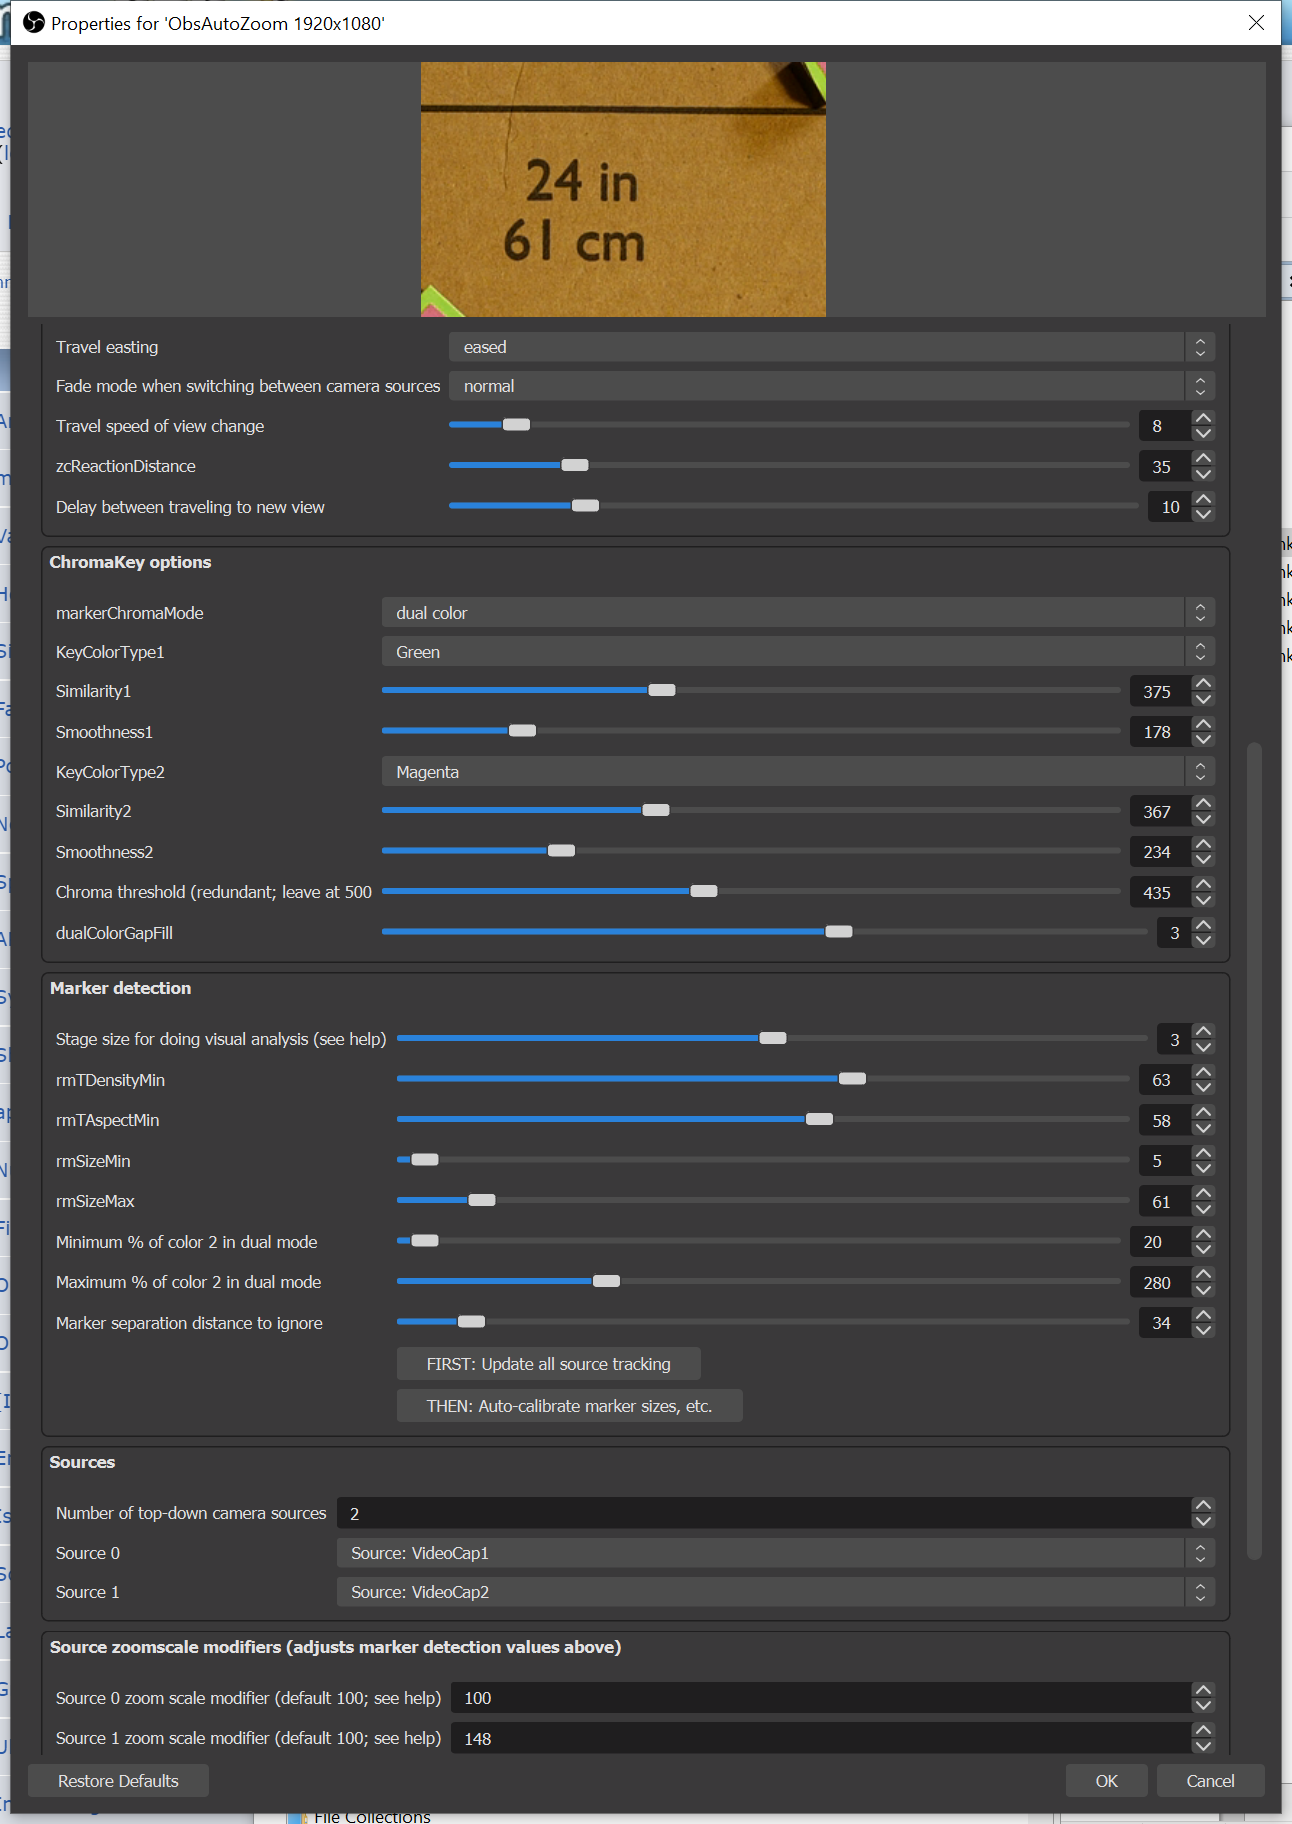 Properties for 'ObsAutoZoom 1920x1080'
24 in
61 cm
Travel easting
eased
Fade mode when switching between camera sources
normal
Travel speed of view change
8
zcReactionDistance
35
Delay between traveling to new view
10
ChromaKey options
markerChromaMode
dual color
KeyColorType1
Green
Similarity1
375
Smoothness1
178
KeyColorType2
Magenta
Similarity2
367
Smoothness2
234
Chroma threshold (redundant; leave at 500
435
dualColorGapFill
3
Marker detection
Stage size for doing visual analysis (see help)
3
rmTDensityMin
63
rmTAspectMin
58
rmSizeMin
5
rmSizeMax
61
Minimum % of color 2 in dual mode
20
Maximum % of color 2 in dual mode
280
Marker separation distance to ignore
34
FIRST: Update all source tracking
THEN: Auto-calibrate marker sizes, etc.
Sources
Number of top-down camera sources
2
Source 0
Source: VideoCap1
Source 1
Source: VideoCap2
Source zoomscale modifiers (adjusts marker detection values above)
Source 0 zoom scale modifier (default 100; see help)
100
Source 1 zoom scale modifier (default 100; see help)
148
Restore Defaults
OK
Cancel
File Collections